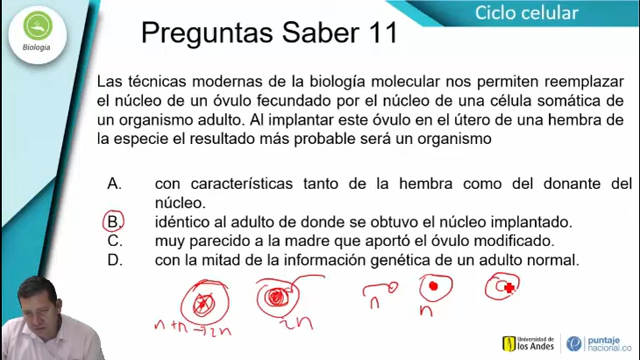 Ciclo celular
Biología
Preguntas Saber 11
Las técnicas modernas de la biología molecular nos permiten reemplazar
el núcleo de un óvulo fecundado por el núcleo de una célula somática de
un organismo adulto. Al implantar este óvulo en el útero de una hembra de
la especie el resultado más probable será un organismo
A. con características tanto de la hembra como del donante del
núcleo.
B. idéntico al adulto de donde se obtuvo el núcleo implantado.
C. muy parecido a la madre que aportó el óvulo modificado.
D. con la mitad de la información genética de un adulto normal.
n + n → 2n
2n
n
n
Universidad de
los Andes
puntaje
nacional.co